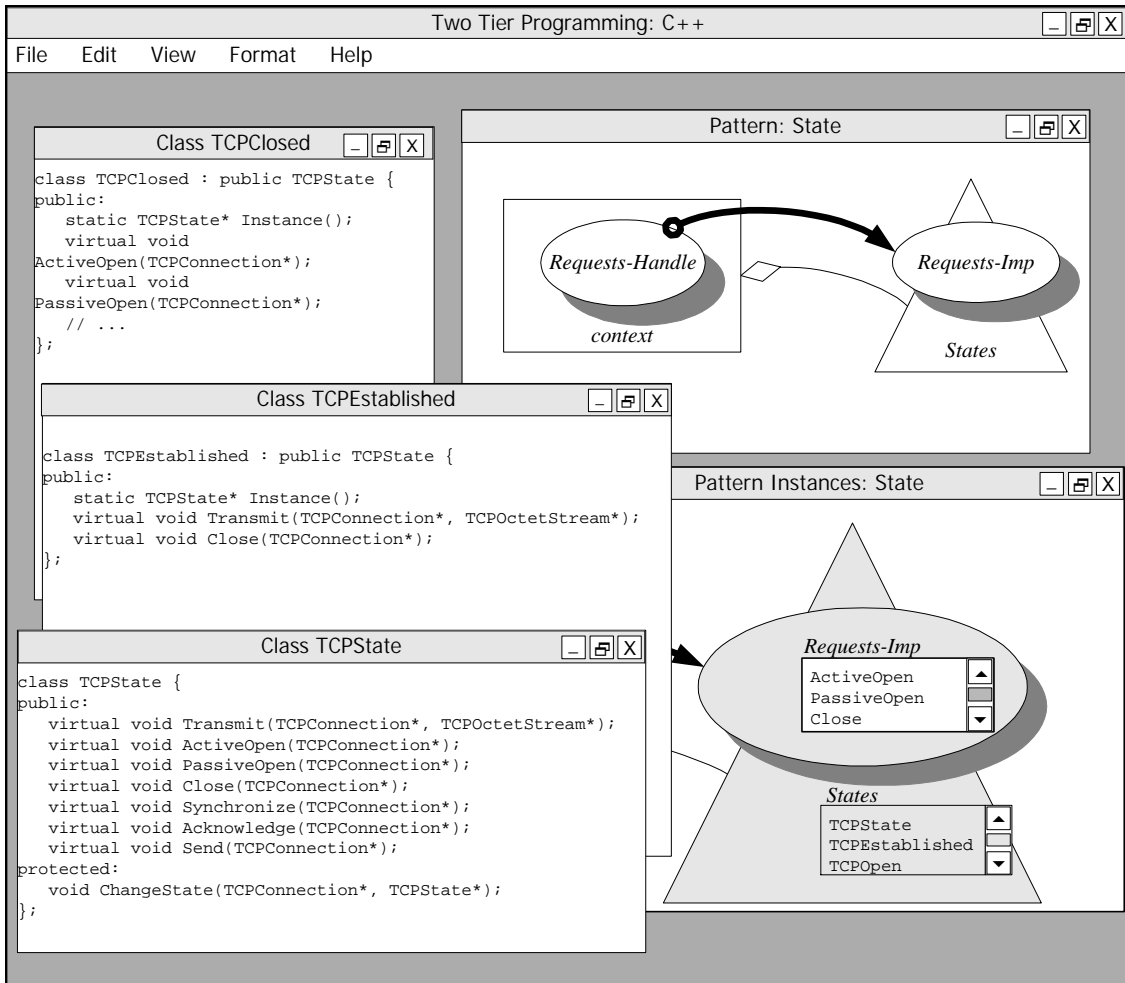 Two Tier Programming: C++
File Edit View Format Help
Class TCPClosed
class TCPClosed : public TCPState {
public:
static TCPState* Instance();
virtual void
ActiveOpen(TCPConnection*);
virtual void
PassiveOpen(TCPConnection*);
// ...
};
Pattern: State
Requests-Handle
context
Requests-Imp
States
Class TCPEstablished
class TCPEstablished : public TCPState {
public:
static TCPState* Instance();
virtual void Transmit(TCPConnection*, TCPOctetStream*);
virtual void Close(TCPConnection*);
};
Pattern Instances: State
Requests-Imp
ActiveOpen
PassiveOpen
Close
States
TCPState
TCPEstablished
TCPOpen
Class TCPState
class TCPState {
public:
virtual void Transmit(TCPConnection*, TCPOctetStream*);
virtual void ActiveOpen(TCPConnection*);
virtual void PassiveOpen(TCPConnection*);
virtual void Close(TCPConnection*);
virtual void Synchronize(TCPConnection*);
virtual void Acknowledge(TCPConnection*);
virtual void Send(TCPConnection*);
protected:
void ChangeState(TCPConnection*, TCPState*);
};